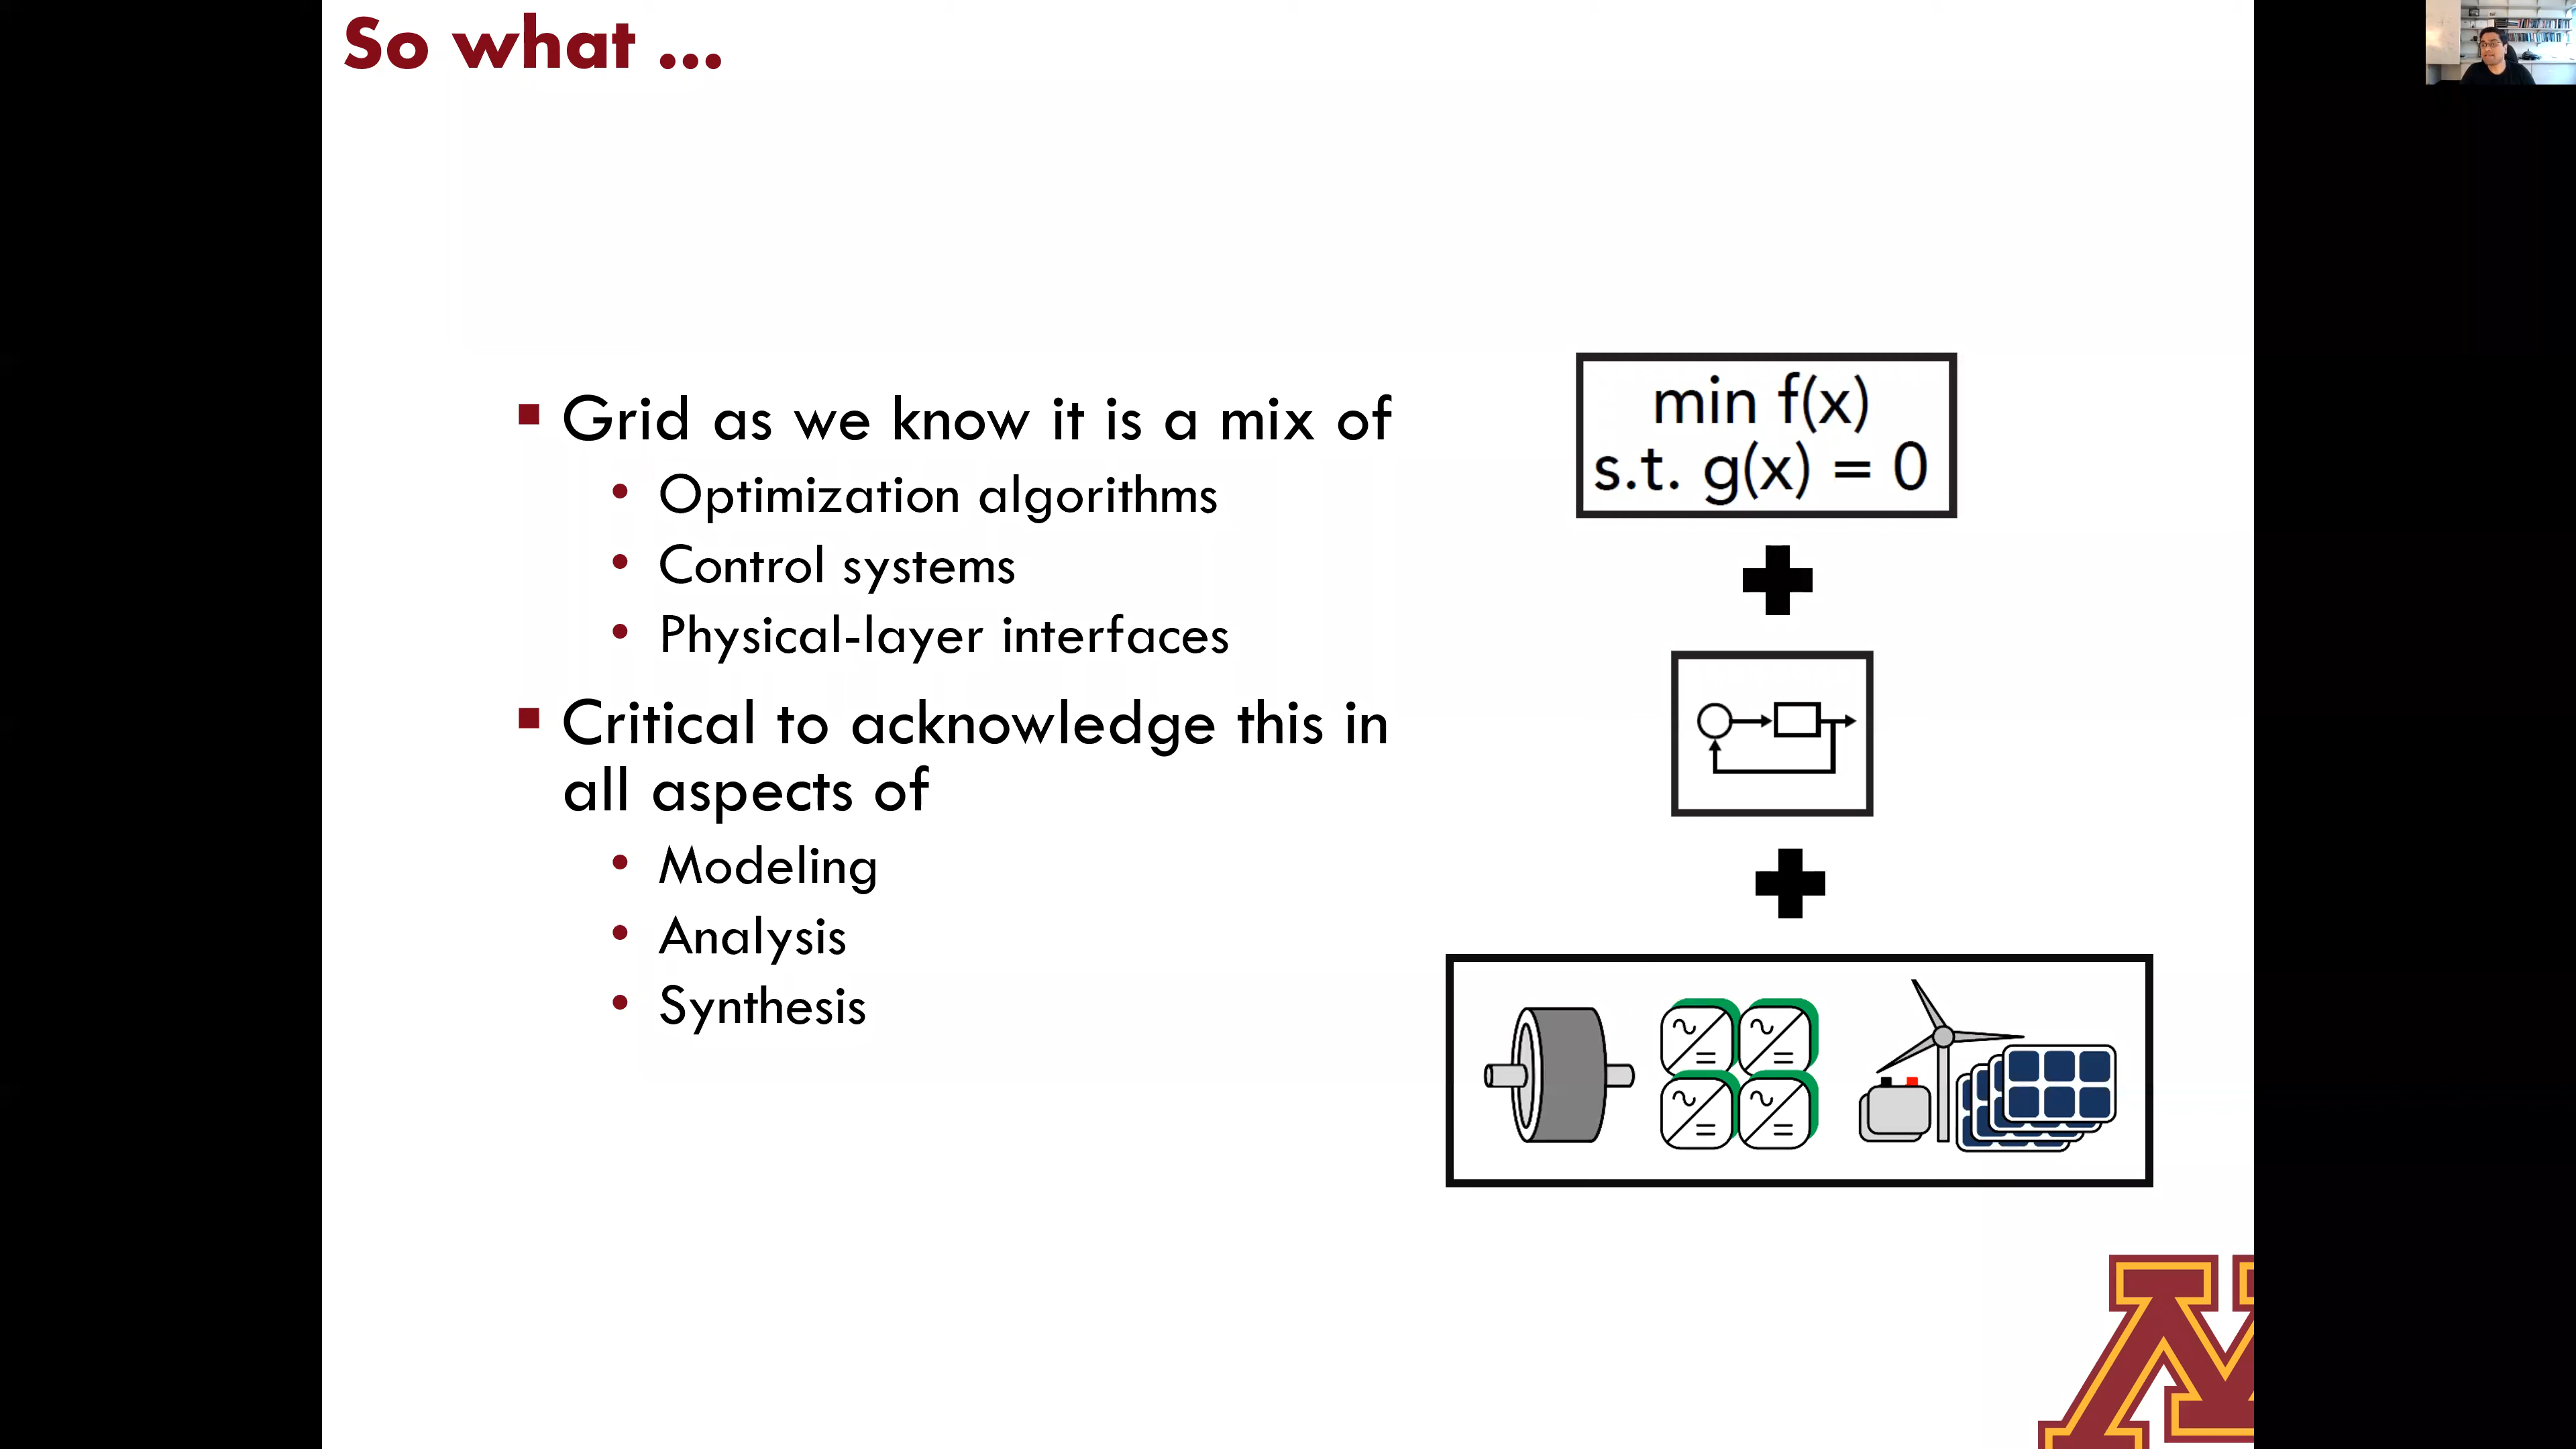 So what ...
Grid as we know it is a mix of
Optimization algorithms
Control systems
Physical-layer interfaces
Critical to acknowledge this in
all aspects of
Modeling
Analysis
Synthesis
min f(x)
s.t. g(x) = 0